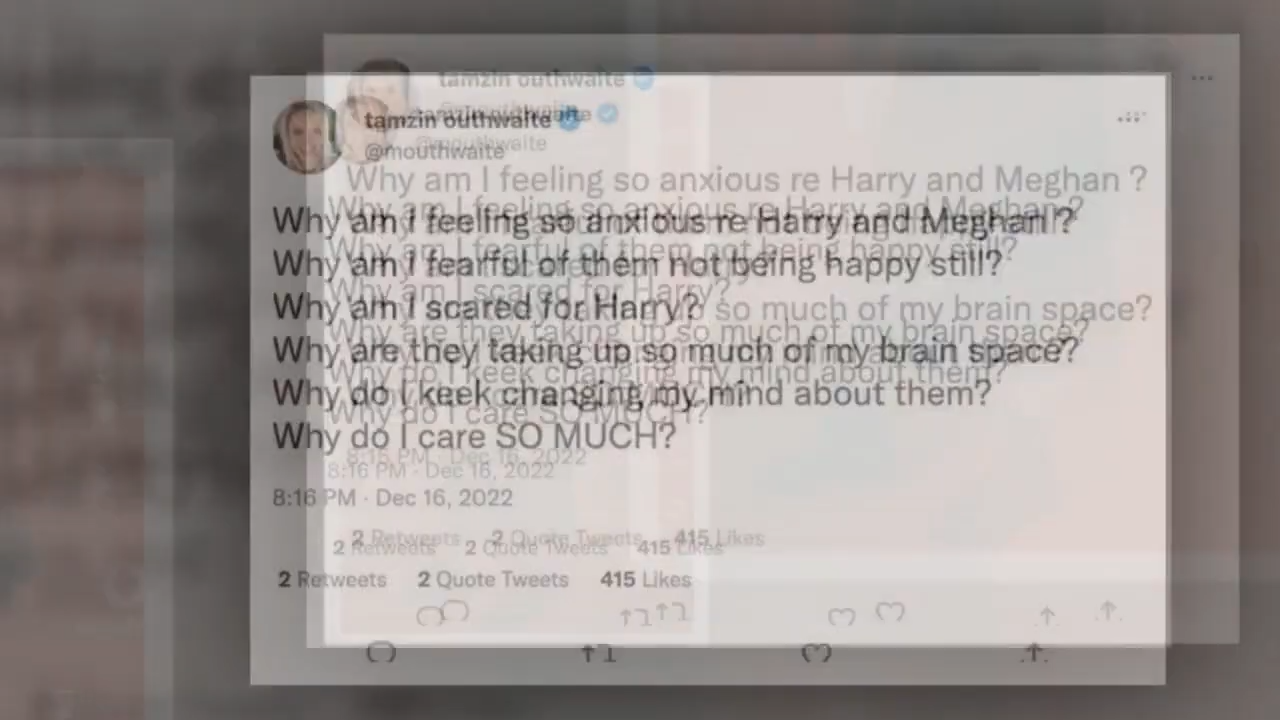 tamzin outhwaite
@mouthwaite
Why am I feeling so anxious re Harry and Meghan ?
Why am I fearful of them not being happy still?
Why am I scared for Harry?
Why are they taking up so much of my brain space?
Why do I keek changing my mind about them?
Why do I care SO MUCH?
8:16 PM · Dec 16, 2022
2 Retweets 2 Quote Tweets 415 Likes